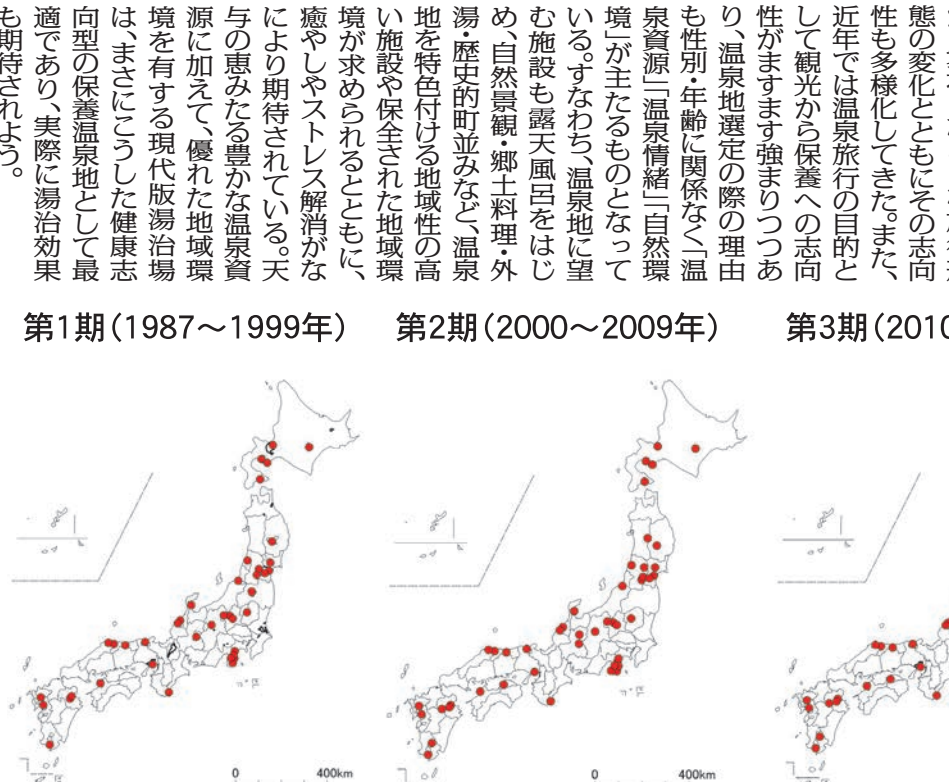 態の変化とともにその志向
性も多様化してきた。また、
近年では温泉旅行の目的と
して観光から保養への志向
性がますます強まりつつあ
り、温泉地選定の際の理由
も性別・年齢に関係なく「温
泉資源」「温泉情緒」「自然環
境」が主たるものとなって
いる。すなわち、温泉地に望
む施設も露天風呂をはじ
め、自然景観・郷土料理・外
湯・歴史的町並みなど、温泉
地を特色付ける地域性の高
い施設や保全された地域環
境が求められるとともに、
癒やしやストレス解消がな
により期待されている。天
与の恵みたる豊かな温泉資
源に加えて、優れた地域環
境を有する現代版湯治場
は、まさにこうした健康志
向型の保養温泉地として最
適であり、実際に湯治効果
も期待されよう。
第1期(1987～1999年)
第2期(2000～2009年)
第3期(2010
0 400km
0 400km